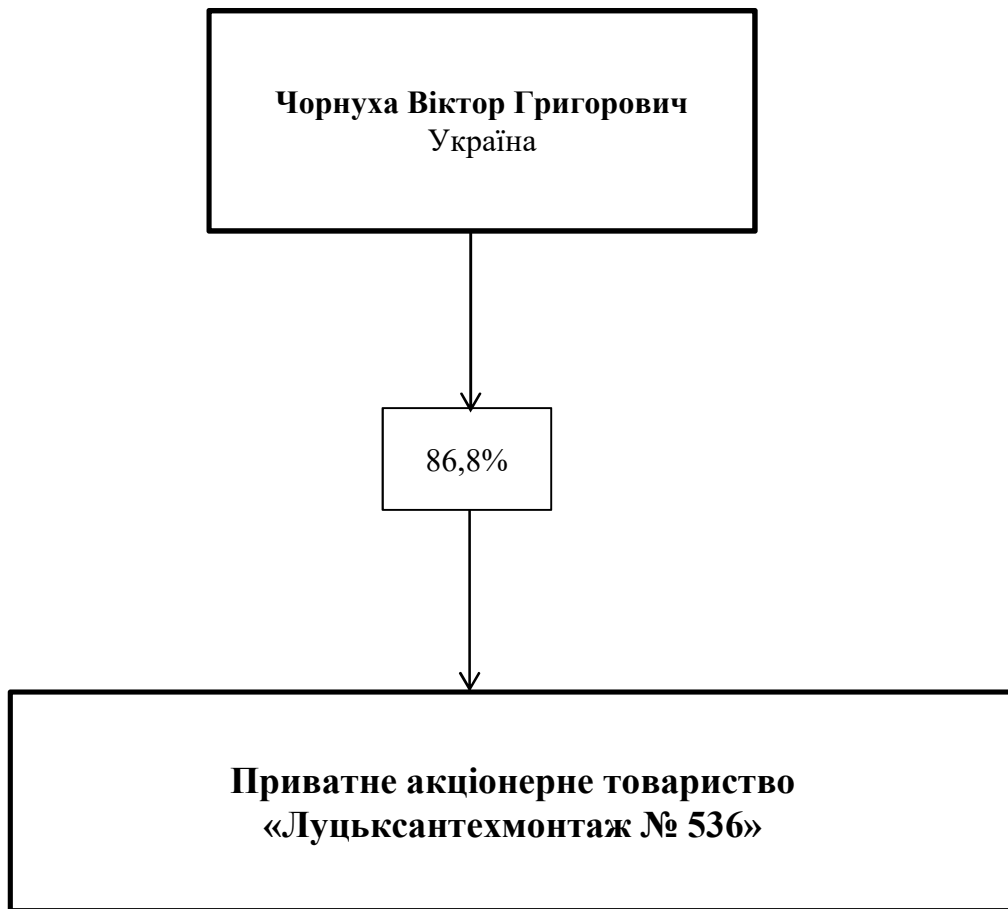 Чорнуха Віктор Григорович
Україна
86,8%
Приватне акціонерне товариство
«Луцьксантехмонтаж № 536»